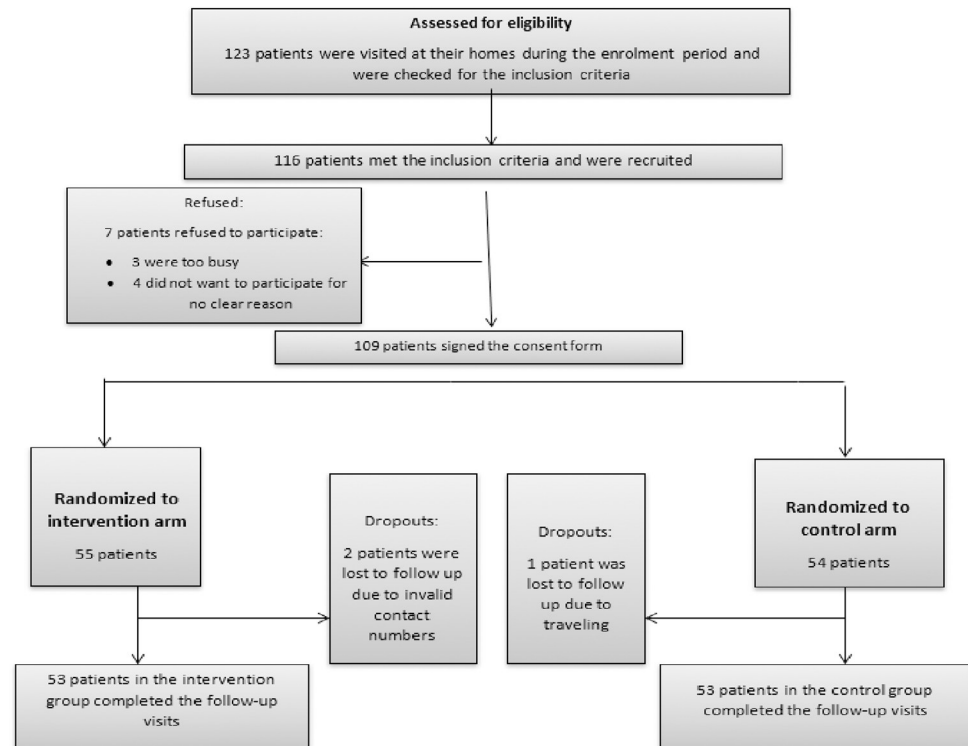 Assessed for eligibility
123 patients were visited at their homes during the enrolment period and
were checked for the inclusion criteria
116 patients met the inclusion criteria and were recruited
Refused:
7 patients refused to participate:
• 3 were too busy
• 4 did not want to participate for
no clear reason
109 patients signed the consent form
Randomized to
intervention arm
55 patients
Dropouts:
2 patients were
lost to follow up
due to invalid
contact
numbers
Dropouts:
1 patient was
lost to follow
up due to
traveling
Randomized to
control arm
54 patients
53 patients in the intervention
group completed the follow-up
visits
53 patients in the control group
completed the follow-up visits